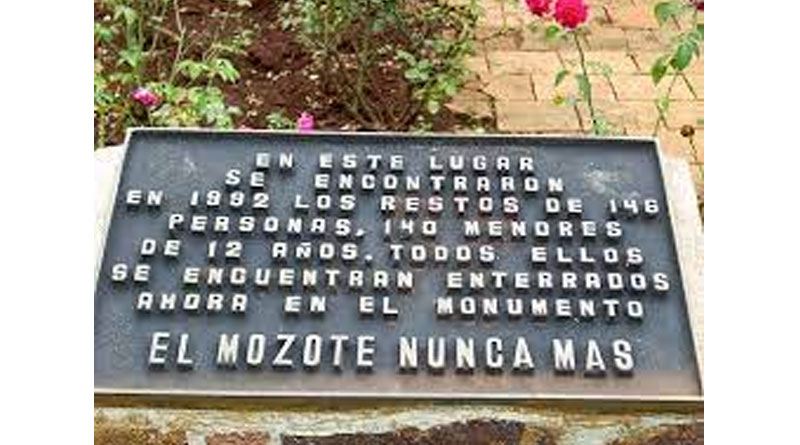 EN ESTE LUGAR
SE ENCONTRARON
EN 1992 LOS RESTOS DE 146
PERSONAS, 140 MENORES
DE 12 AÑOS. TODOS ELLOS
SE ENCUENTRAN ENTERRADOS
AHORA EN EL MONUMENTO
EL MOZOTE NUNCA MAS